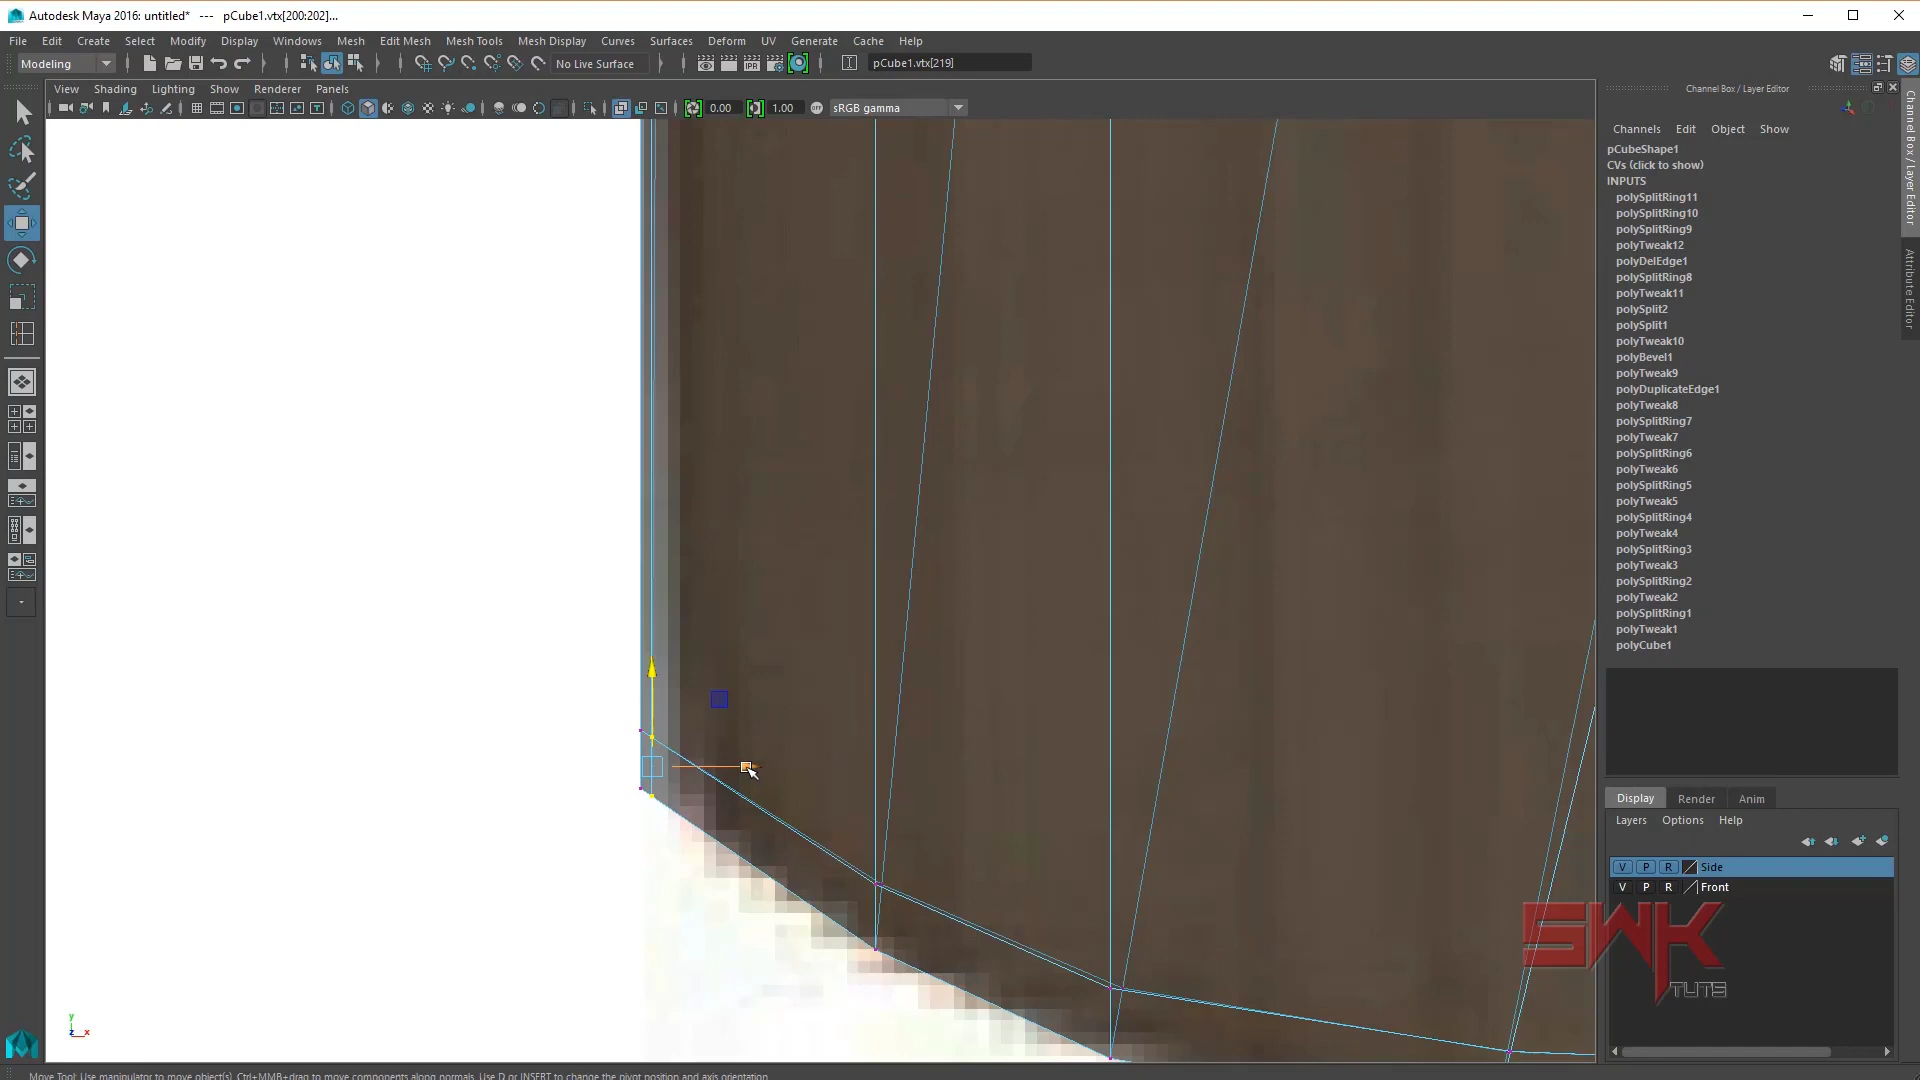 Autodesk Maya 2016: untitled* --- pCube1.vtx[200:202]...
File Edit Create Select Modify Display Windows Mesh Edit Mesh Mesh Tools Mesh Display Curves Surfaces Deform UV Generate Cache Help
Modeling No Live Surface pCube1.vtx[219]
View Shading Lighting Show Renderer Panels
0.00 1.00 sRGB gamma
Channel Box / Layer Editor
Channels Edit Object Show
pCubeShape1
CVs (click to show)
INPUTS
polySplitRing11
polySplitRing10
polySplitRing9
polyTweak12
polyDelEdge1
polySplitRing8
polyTweak11
polySplit2
polySplit1
polyTweak10
polyBevel1
polyTweak9
polyDuplicateEdge1
polyTweak8
polySplitRing7
polyTweak7
polySplitRing6
polyTweak6
polySplitRing5
polyTweak5
polySplitRing4
polyTweak4
polySplitRing3
polyTweak3
polySplitRing2
polyTweak2
polySplitRing1
polyTweak1
polyCube1
Channel Box / Layer Editor
Attribute Editor
Display Render Anim
Layers Options Help
V P R Side
V P R Front
SWK
TUTS
y
z x
Move Tool: Use manipulator to move object(s). Ctrl+MMB+drag to move components along normals. Use D or INSERT to change the pivot position and axis orientation.